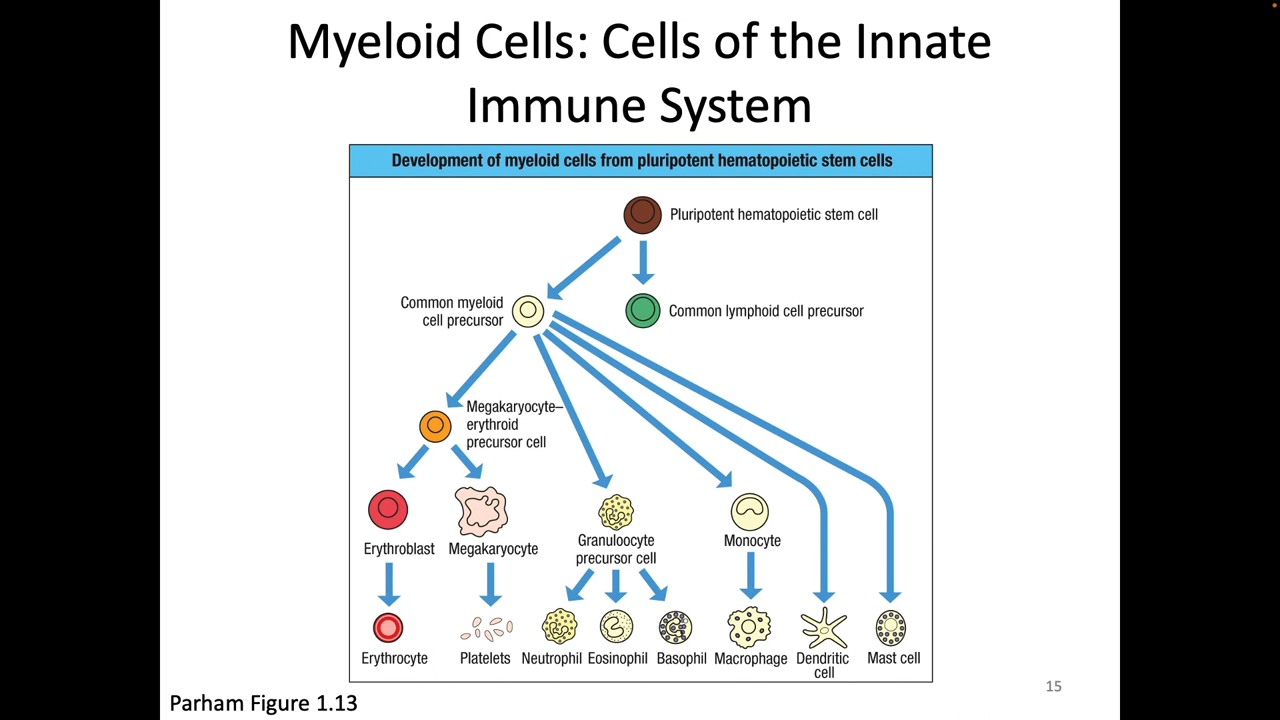 Myeloid Cells: Cells of the Innate
Immune System
Development of myeloid cells from pluripotent hematopoietic stem cells
Pluripotent hematopoietic stem cell
Common myeloid
cell precursor
Common lymphoid cell precursor
Megakaryocyte–
erythroid
precursor cell
Erythroblast
Megakaryocyte
Granuloocyte
precursor cell
Monocyte
Erythrocyte
Platelets
Neutrophil
Eosinophil
Basophil
Macrophage
Dendritic
cell
Mast cell
15
Parham Figure 1.13